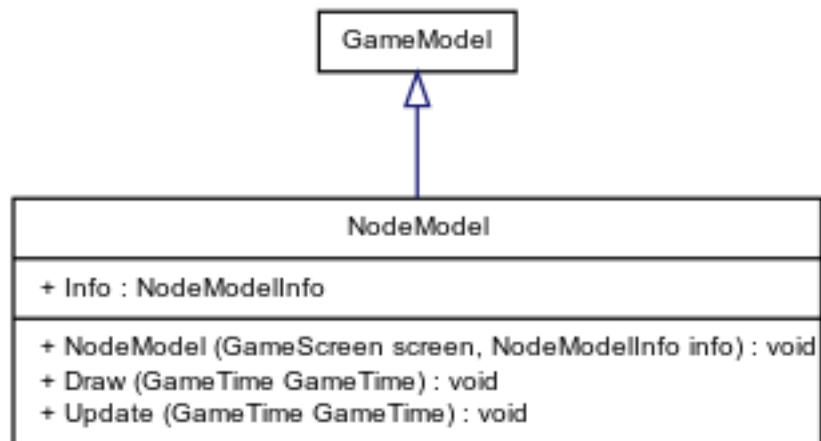 GameModel
NodeModel
+ Info : NodeModelInfo
+ NodeModel (GameScreen screen, NodeModelInfo info) : void
+ Draw (GameTime GameTime) : void
+ Update (GameTime GameTime) : void